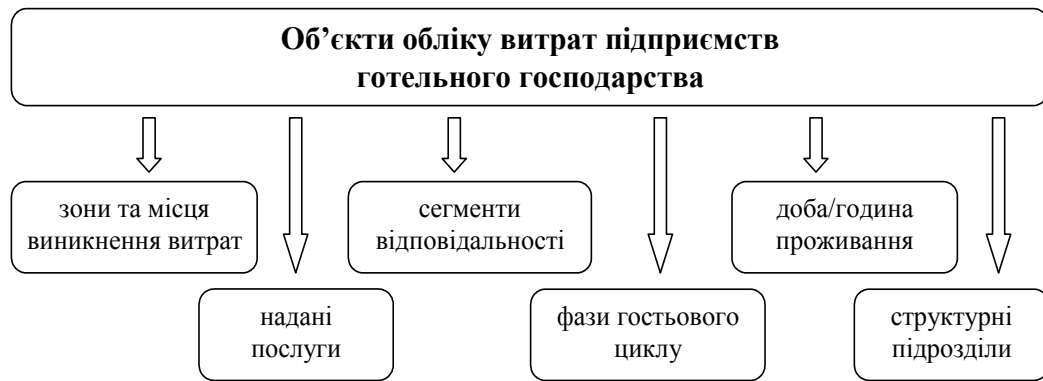 Об’єкти обліку витрат підприємств
готельного господарства
зони та місця
виникнення витрат
сегменти
відповідальності
доба/година
проживання
надані
послуги
фази гостьового
циклу
структурні
підрозділи